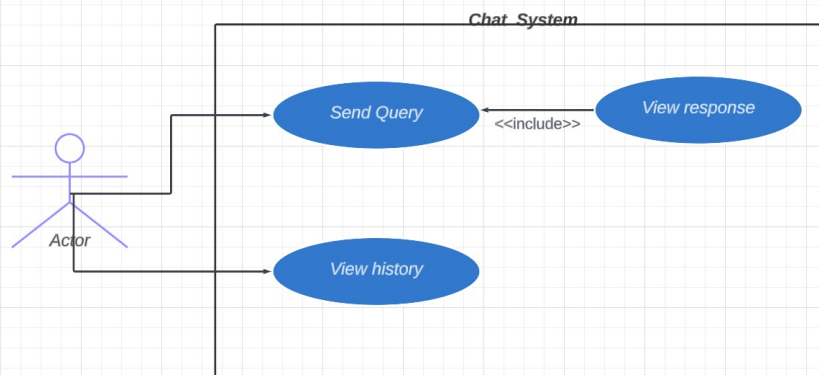 Chat System
Send Query
View response
<<include>>
Actor
View history